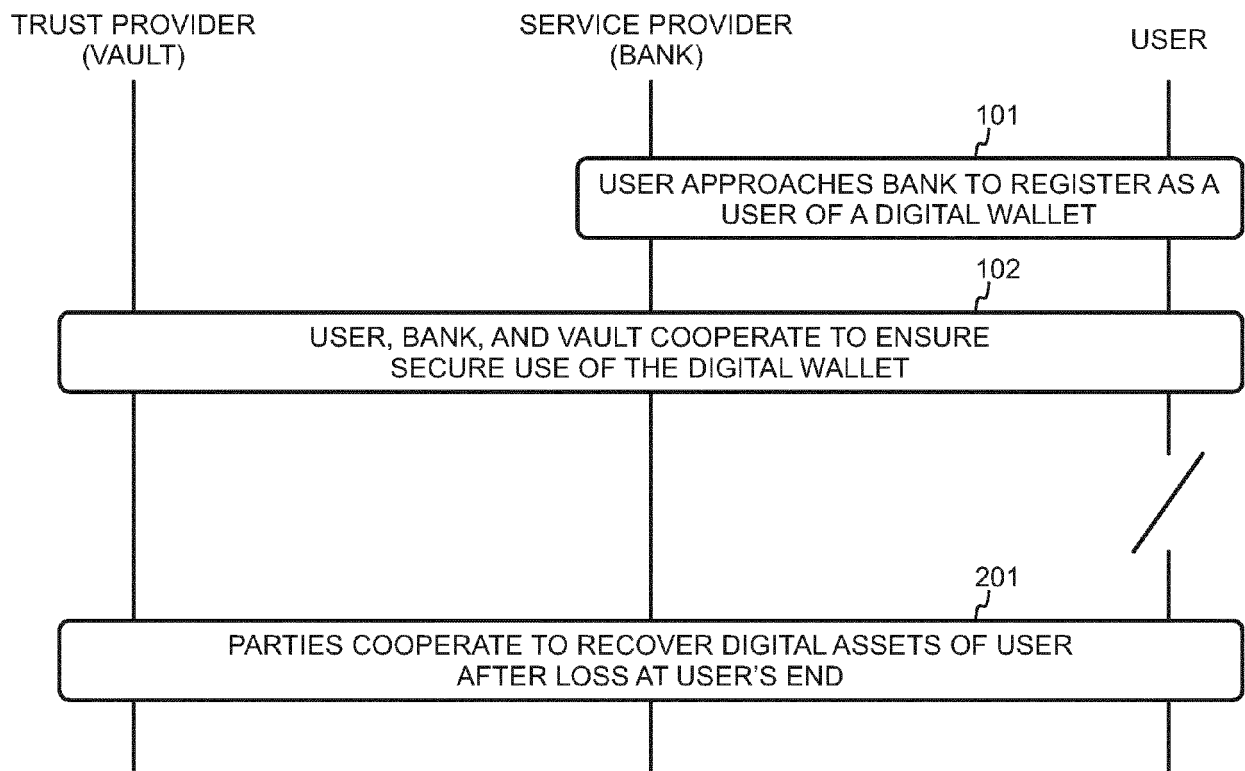 TRUST PROVIDER
(VAULT)
SERVICE PROVIDER
(BANK)
USER
101
USER APPROACHES BANK TO REGISTER AS A
USER OF A DIGITAL WALLET
102
USER, BANK, AND VAULT COOPERATE TO ENSURE
SECURE USE OF THE DIGITAL WALLET
201
PARTIES COOPERATE TO RECOVER DIGITAL ASSETS OF USER
AFTER LOSS AT USER'S END